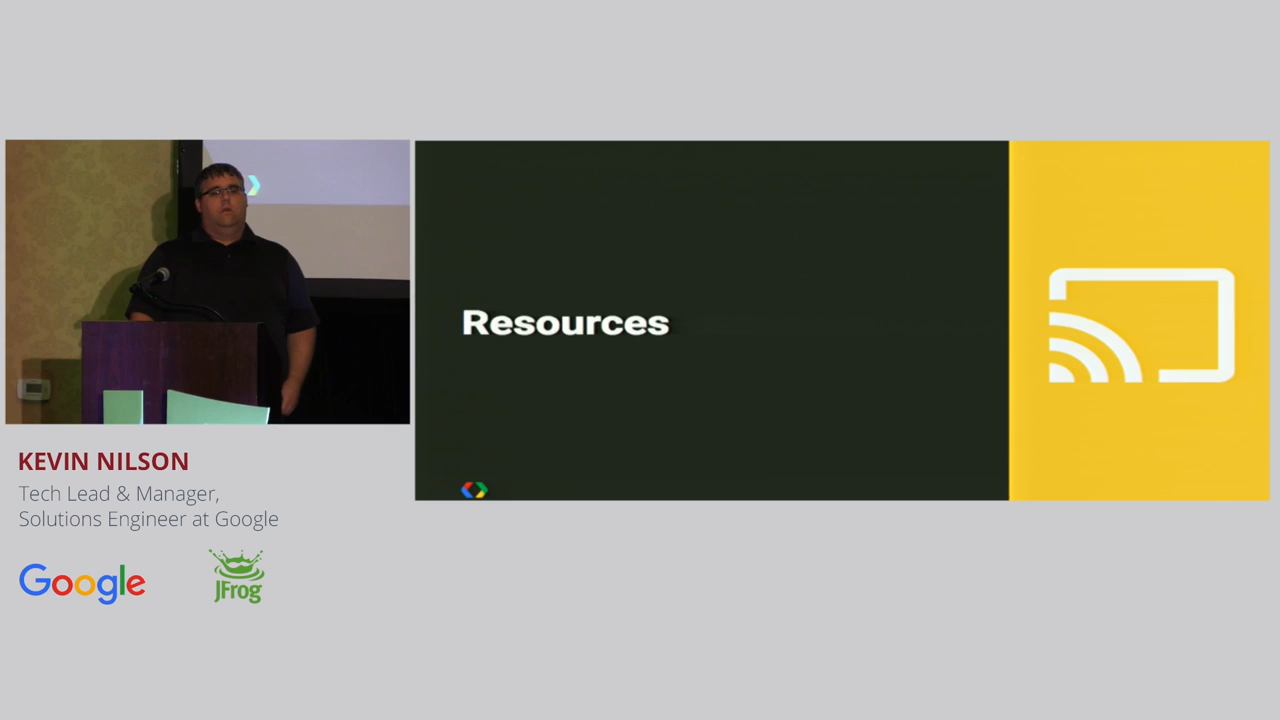 Resources
KEVIN NILSON
Tech Lead & Manager,
Solutions Engineer at Google
Google
JFrog